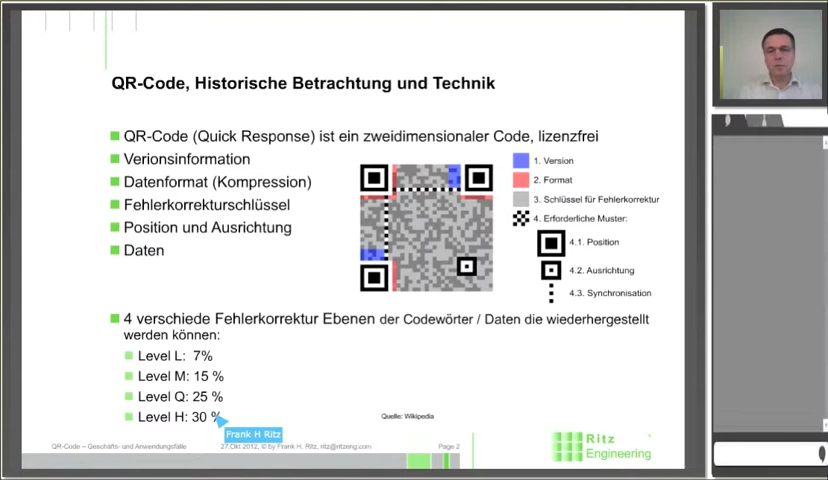 QR-Code, Historische Betrachtung und Technik
QR-Code (Quick Response) ist ein zweidimensionaler Code, lizenzfrei
Verionsinformation
Datenformat (Kompression)
Fehlerkorrekturschlüssel
Position und Ausrichtung
Daten
1. Version
2. Format
3. Schlüssel für Fehlerkorrektur
4. Erforderliche Muster:
4.1. Position
4.2. Ausrichtung
4.3. Synchronisation
4 verschiede Fehlerkorrektur Ebenen der Codewörter / Daten die wiederhergestellt
werden können:
Level L: 7%
Level M: 15 %
Level Q: 25 %
Level H: 30 %
Quelle: Wikipedia
Frank H Ritz
QR-Code – Geschäfts- und Anwendungsfälle
27.Okt 2012, © by Frank H. Ritz, ritz@ritzeng.com
Page 2
Ritz
Engineering